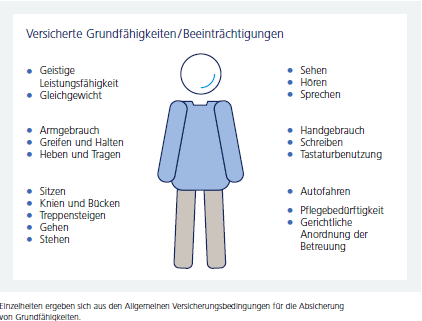 Versicherte Grundfähigkeiten/Beeinträchtigungen
• Geistige
Leistungsfähigkeit
• Gleichgewicht
• Sehen
• Hören
• Sprechen
• Armgebrauch
• Greifen und Halten
• Heben und Tragen
• Handgebrauch
• Schreiben
• Tastaturbenutzung
• Sitzen
• Knien und Bücken
• Treppensteigen
• Gehen
• Stehen
• Autofahren
• Pflegebedürftigkeit
• Gerichtliche
Anordnung der
Betreuung
Einzelheiten ergeben sich aus den Allgemeinen Versicherungsbedingungen für die Absicherung
von Grundfähigkeiten.